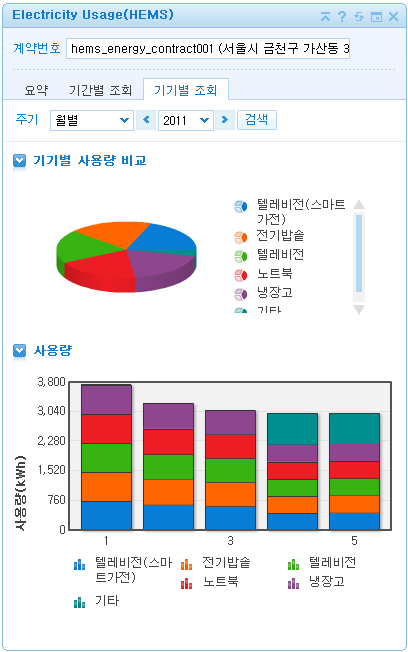 Electricity Usage(HEMS)
계약번호 hems_energy_contract001 (서울시 금천구 가산동 3
요약 기간별 조회 기기별 조회
주기 월별 2011 검색
기기별 사용량 비교
텔레비전(스마트
가전)
전기밥솥
텔레비전
노트북
냉장고
기타
사용량
사용량(kWh)
3,800
3,040
2,280
1,520
760
0
1 3 5
텔레비전(스마 전기밥솥 텔레비전
트가전) 노트북 냉장고
기타